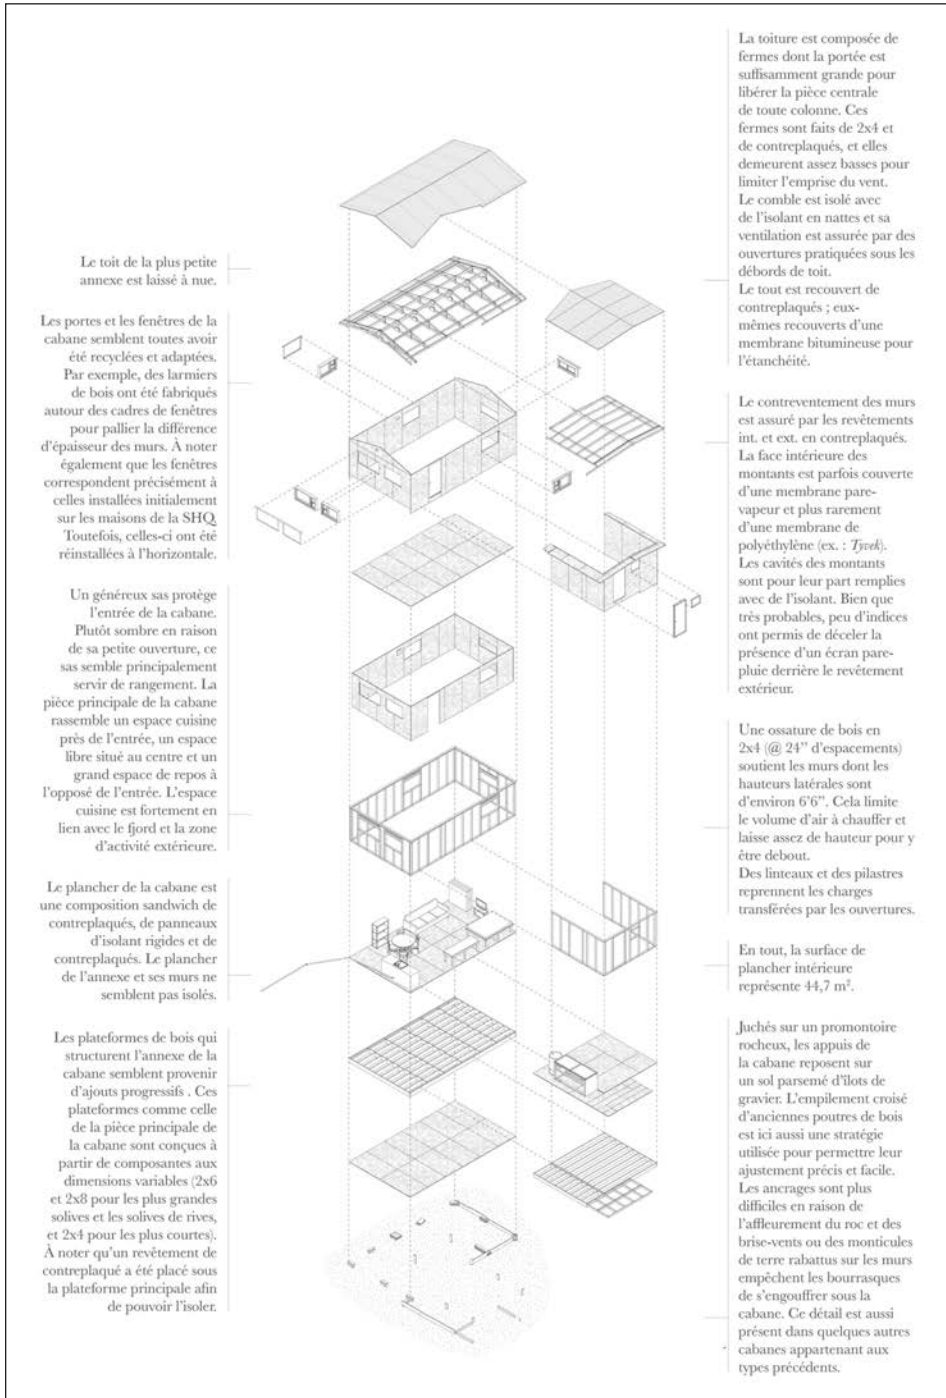 Le toit de la plus petite
annexe est laissé à nue.
Les portes et les fenêtres de la
cabane semblent toutes avoir
été recyclées et adaptées.
Par exemple, des larmiers
de bois ont été fabriqués
autour des cadres de fenêtres
pour pallier la différence
d'épaisseur des murs. À noter
également que les fenêtres
correspondent précisément à
celles installées initialement
sur les maisons de la SHQ.
Toutefois, celles-ci ont été
réinstallées à l'horizontale.
Un généreux sas protège
l'entrée de la cabane.
Plutôt sombre en raison
de sa petite ouverture, ce
sas semble principalement
servir de rangement. La
pièce principale de la cabane
rassemble un espace cuisine
près de l'entrée, un espace
libre situé au centre et un
grand espace de repos à
l'opposé de l'entrée. L'espace
cuisine est fortement en
lien avec le fjord et la zone
d'activité extérieure.
Le plancher de la cabane est
une composition sandwich de
contreplaqués, de panneaux
d'isolant rigides et de
contreplaqués. Le plancher
de l'annexe et ses murs ne
semblent pas isolés.
Les plateformes de bois qui
structurent l'annexe de la
cabane semblent provenir
d'ajouts progressifs . Ces
plateformes comme celle
de la pièce principale de
la cabane sont conçues à
partir de composantes aux
dimensions variables (2x6
et 2x8 pour les plus grandes
solives et les solives de rives,
et 2x4 pour les plus courtes).
À noter qu'un revêtement de
contreplaqué a été placé sous
la plateforme principale afin
de pouvoir l'isoler.
La toiture est composée de
fermes dont la portée est
suffisamment grande pour
libérer la pièce centrale
de toute colonne. Ces
fermes sont faits de 2x4 et
de contreplaqués, et elles
demeurent assez basses pour
limiter l'emprise du vent.
Le comble est isolé avec
de l'isolant en nattes et sa
ventilation est assurée par des
ouvertures pratiquées sous les
débords de toit.
Le tout est recouvert de
contreplaqués ; eux-
mêmes recouverts d'une
membrane bitumineuse pour
l'étanchéité.
Le contreventement des murs
est assuré par les revêtements
int. et ext. en contreplaqués.
La face intérieure des
montants est parfois couverte
d'une membrane pare-
vapeur et plus rarement
d'une membrane de
polyéthylène (ex. : Tyvek).
Les cavités des montants
sont pour leur part remplies
avec de l'isolant. Bien que
très probables, peu d'indices
ont permis de déceler la
présence d'un écran pare-
pluie derrière le revêtement
extérieur.
Une ossature de bois en
2x4 (@ 24" d'espacements)
soutient les murs dont les
hauteurs latérales sont
d'environ 6'6". Cela limite
le volume d'air à chauffer et
laisse assez de hauteur pour y
être debout.
Des linteaux et des pilastres
reprennent les charges
transférées par les ouvertures.
En tout, la surface de
plancher intérieure
représente 44,7 m².
Juchés sur un promontoire
rocheux, les appuis de
la cabane reposent sur
un sol parsemé d'îlots de
gravier. L'empilement croisé
d'anciennes poutres de bois
est ici aussi une stratégie
utilisée pour permettre leur
ajustement précis et facile.
Les ancrages sont plus
difficiles en raison de
l'affleurement du roc et des
brise-vents ou des monticules
de terre rabattus sur les murs
empêchent les bourrasques
de s'engouffrer sous la
cabane. Ce détail est aussi
présent dans quelques autres
cabanes appartenant aux
types précédents.